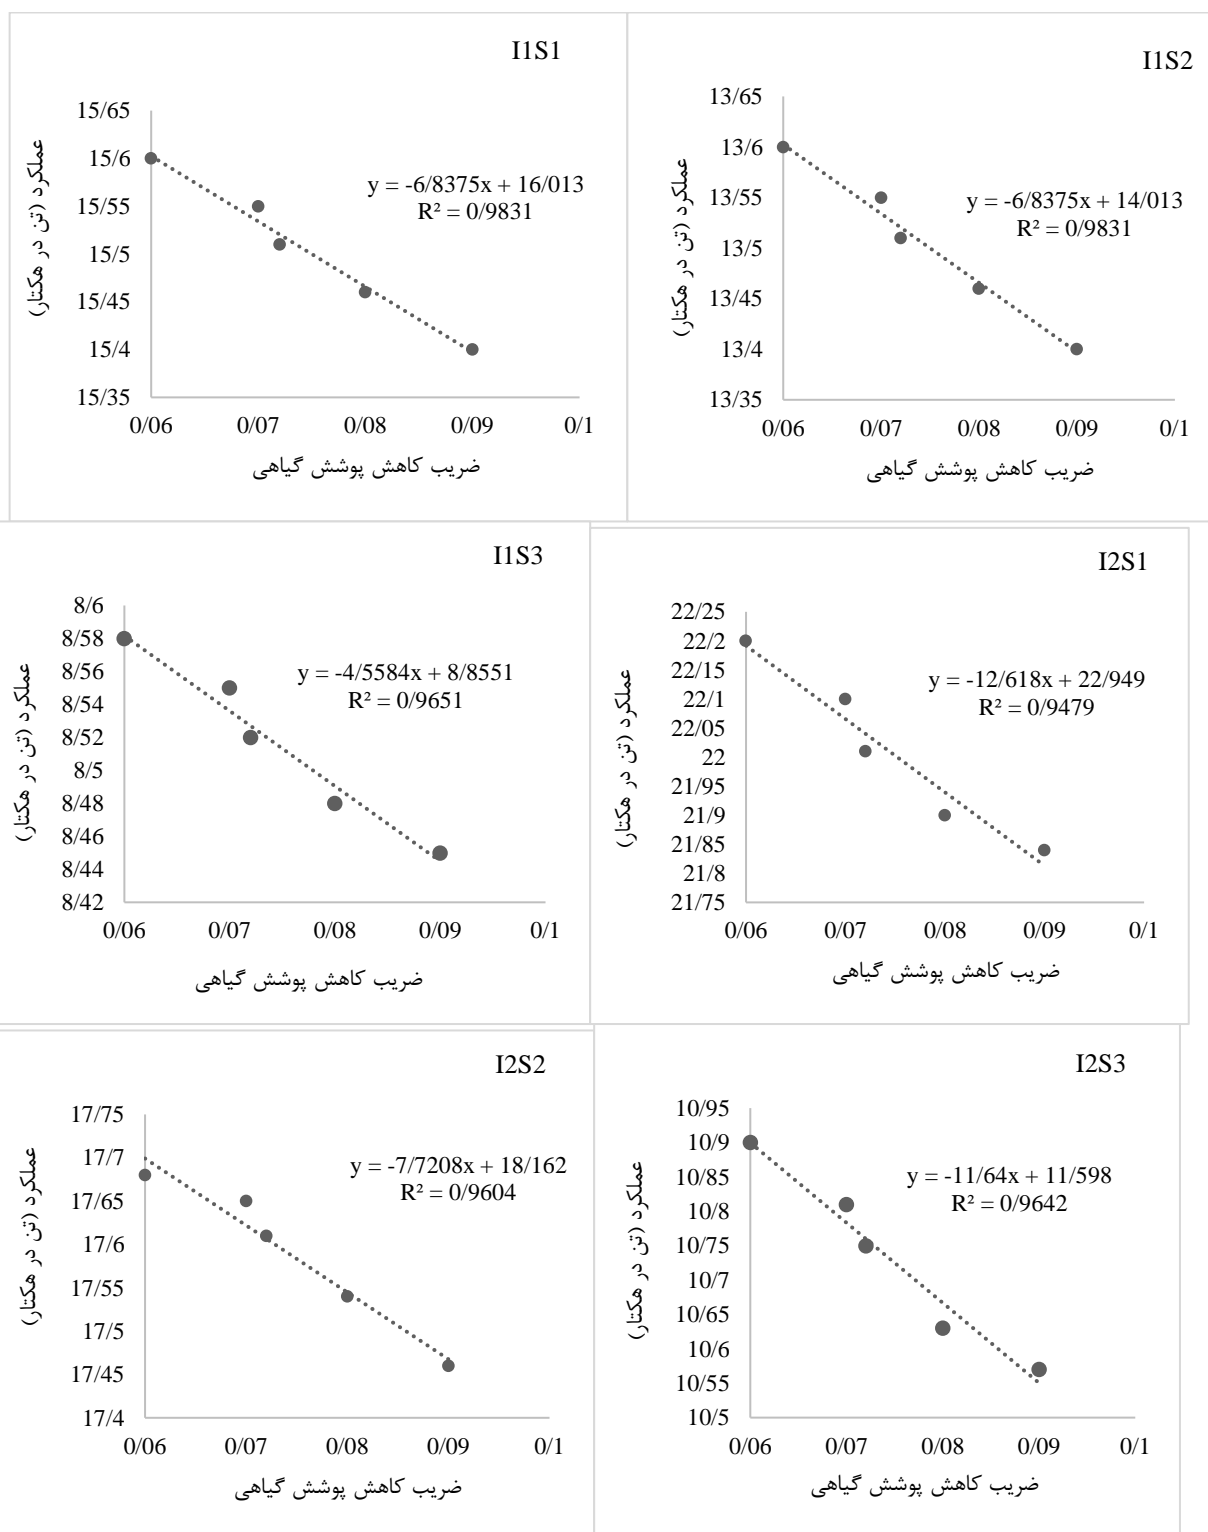 I1S1
15/65
15/6
15/55
15/5
15/45
15/4
15/35
عملکرد (تن در هکتار)
y = -6/8375x + 16/013
R² = 0/9831
0/06 0/07 0/08 0/09 0/1
ضریب کاهش پوشش گیاهی
I1S2
13/65
13/6
13/55
13/5
13/45
13/4
13/35
عملکرد (تن در هکتار)
y = -6/8375x + 14/013
R² = 0/9831
0/06 0/07 0/08 0/09 0/1
ضریب کاهش پوشش گیاهی
I1S3
8/6
8/58
8/56
8/54
8/52
8/5
8/48
8/46
8/44
8/42
عملکرد (تن در هکتار)
y = -4/5584x + 8/8551
R² = 0/9651
0/06 0/07 0/08 0/09 0/1
ضریب کاهش پوشش گیاهی
I2S1
22/25
22/2
22/15
22/1
22/05
22
21/95
21/9
21/85
21/8
21/75
عملکرد (تن در هکتار)
y = -12/618x + 22/949
R² = 0/9479
0/06 0/07 0/08 0/09 0/1
ضریب کاهش پوشش گیاهی
I2S2
17/75
17/7
17/65
17/6
17/55
17/5
17/45
17/4
عملکرد (تن در هکتار)
y = -7/7208x + 18/162
R² = 0/9604
0/06 0/07 0/08 0/09 0/1
ضریب کاهش پوشش گیاهی
I2S3
10/95
10/9
10/85
10/8
10/75
10/7
10/65
10/6
10/55
10/5
عملکرد (تن در هکتار)
y = -11/64x + 11/598
R² = 0/9642
0/06 0/07 0/08 0/09 0/1
ضریب کاهش پوشش گیاهی